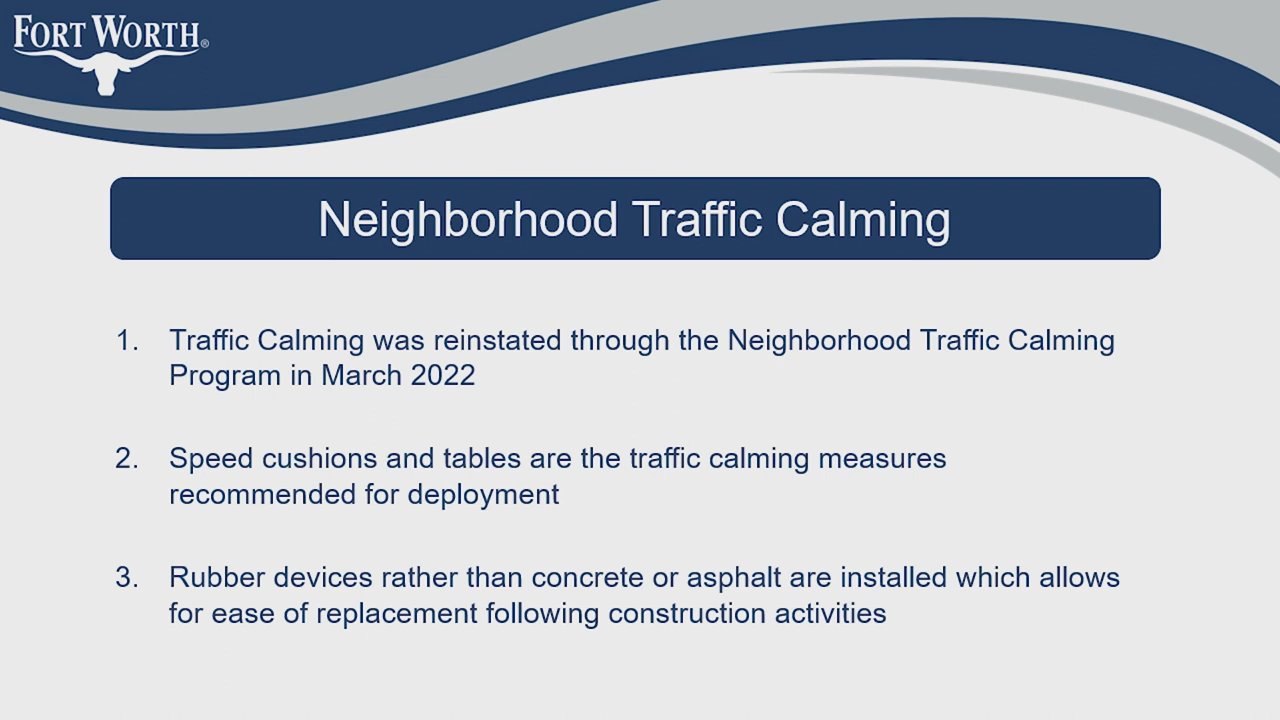 FORT WORTH®
Neighborhood Traffic Calming
1. Traffic Calming was reinstated through the Neighborhood Traffic Calming
Program in March 2022
2. Speed cushions and tables are the traffic calming measures
recommended for deployment
3. Rubber devices rather than concrete or asphalt are installed which allows
for ease of replacement following construction activities